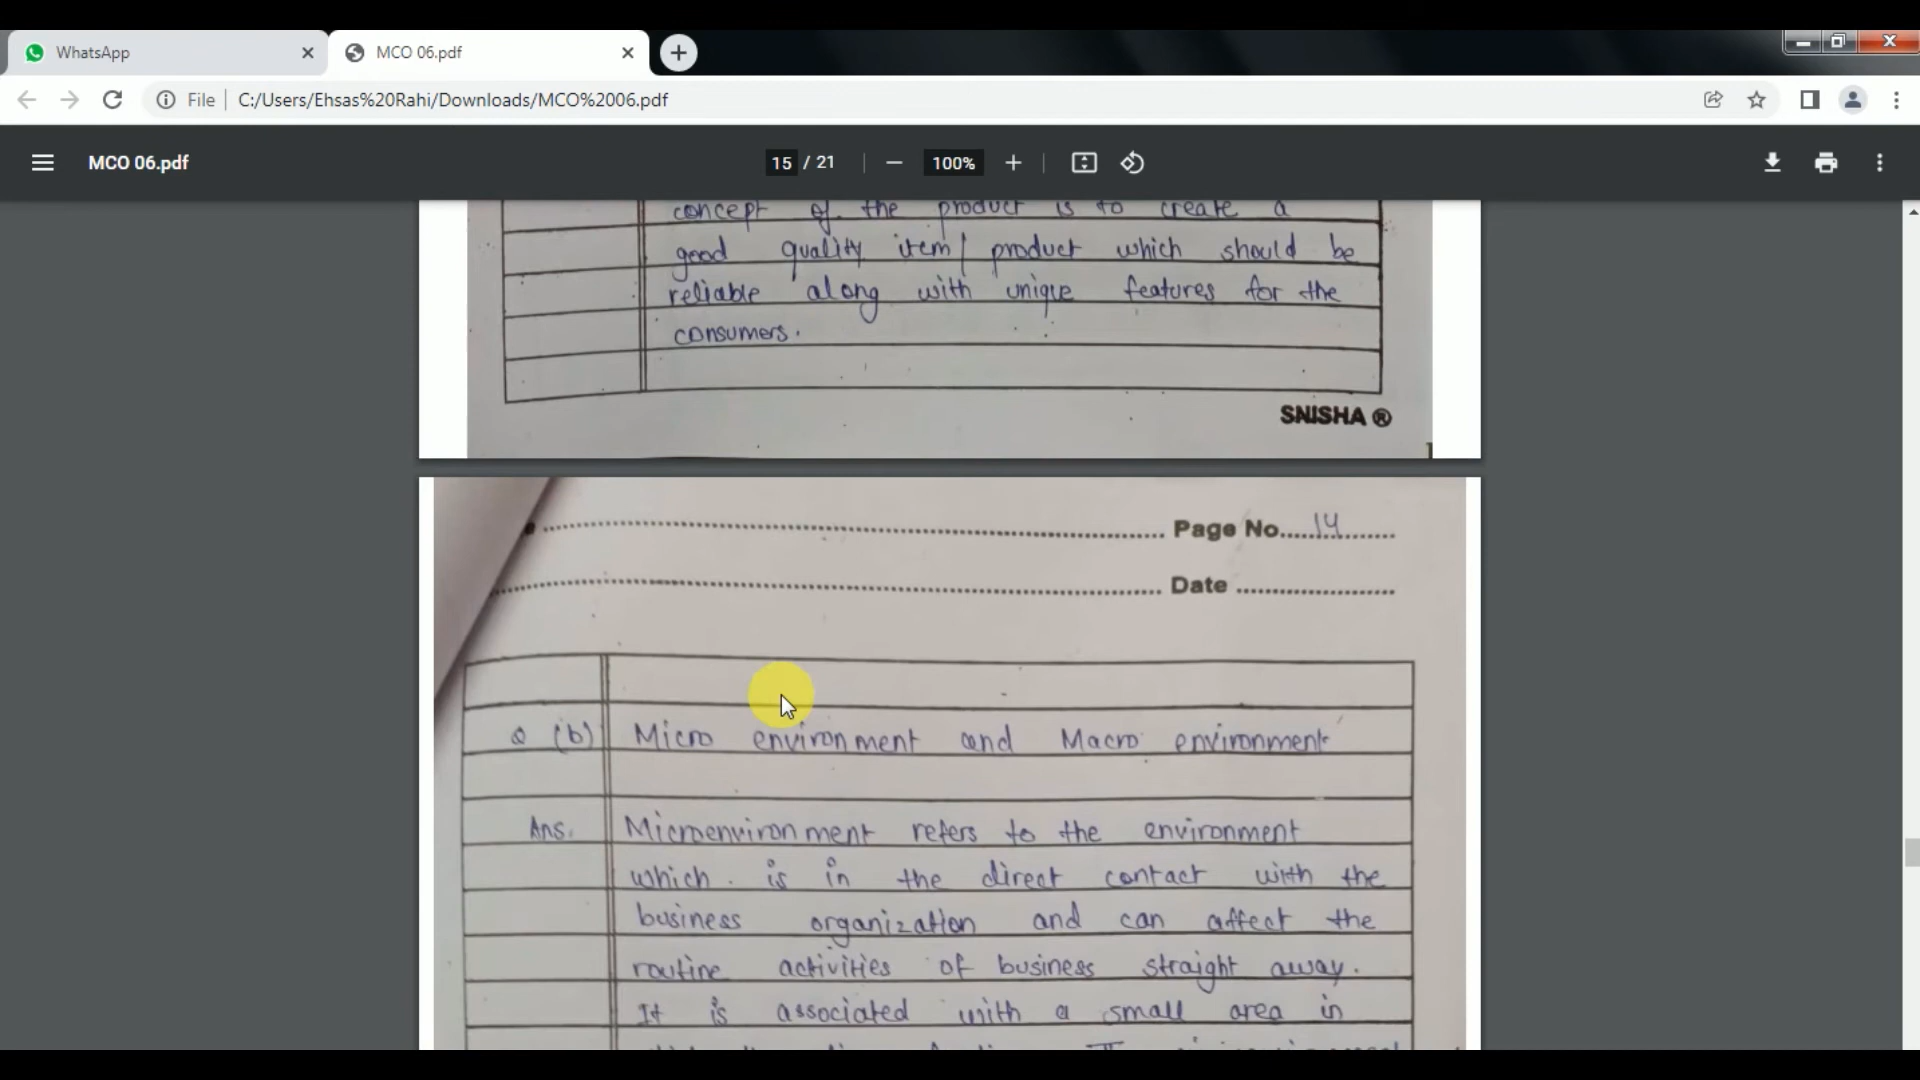 WhatsApp
MCO 06.pdf
File
C:/Users/Ehsas%20Rahi/Downloads/MCO%2006.pdf
MCO 06.pdf
15 / 21
100%
concept of the product is to create a
good quality item/ product which should be
reliable along with unique features for the
consumers.
SNISHA ®
Page No. 14
Date
Q (b) Micro environment and Macro environment
Ans. Microenvironment refers to the environment
which is in the direct contact with the
business organization and can affect the
routine activities of business straight away.
It is associated with a small area in